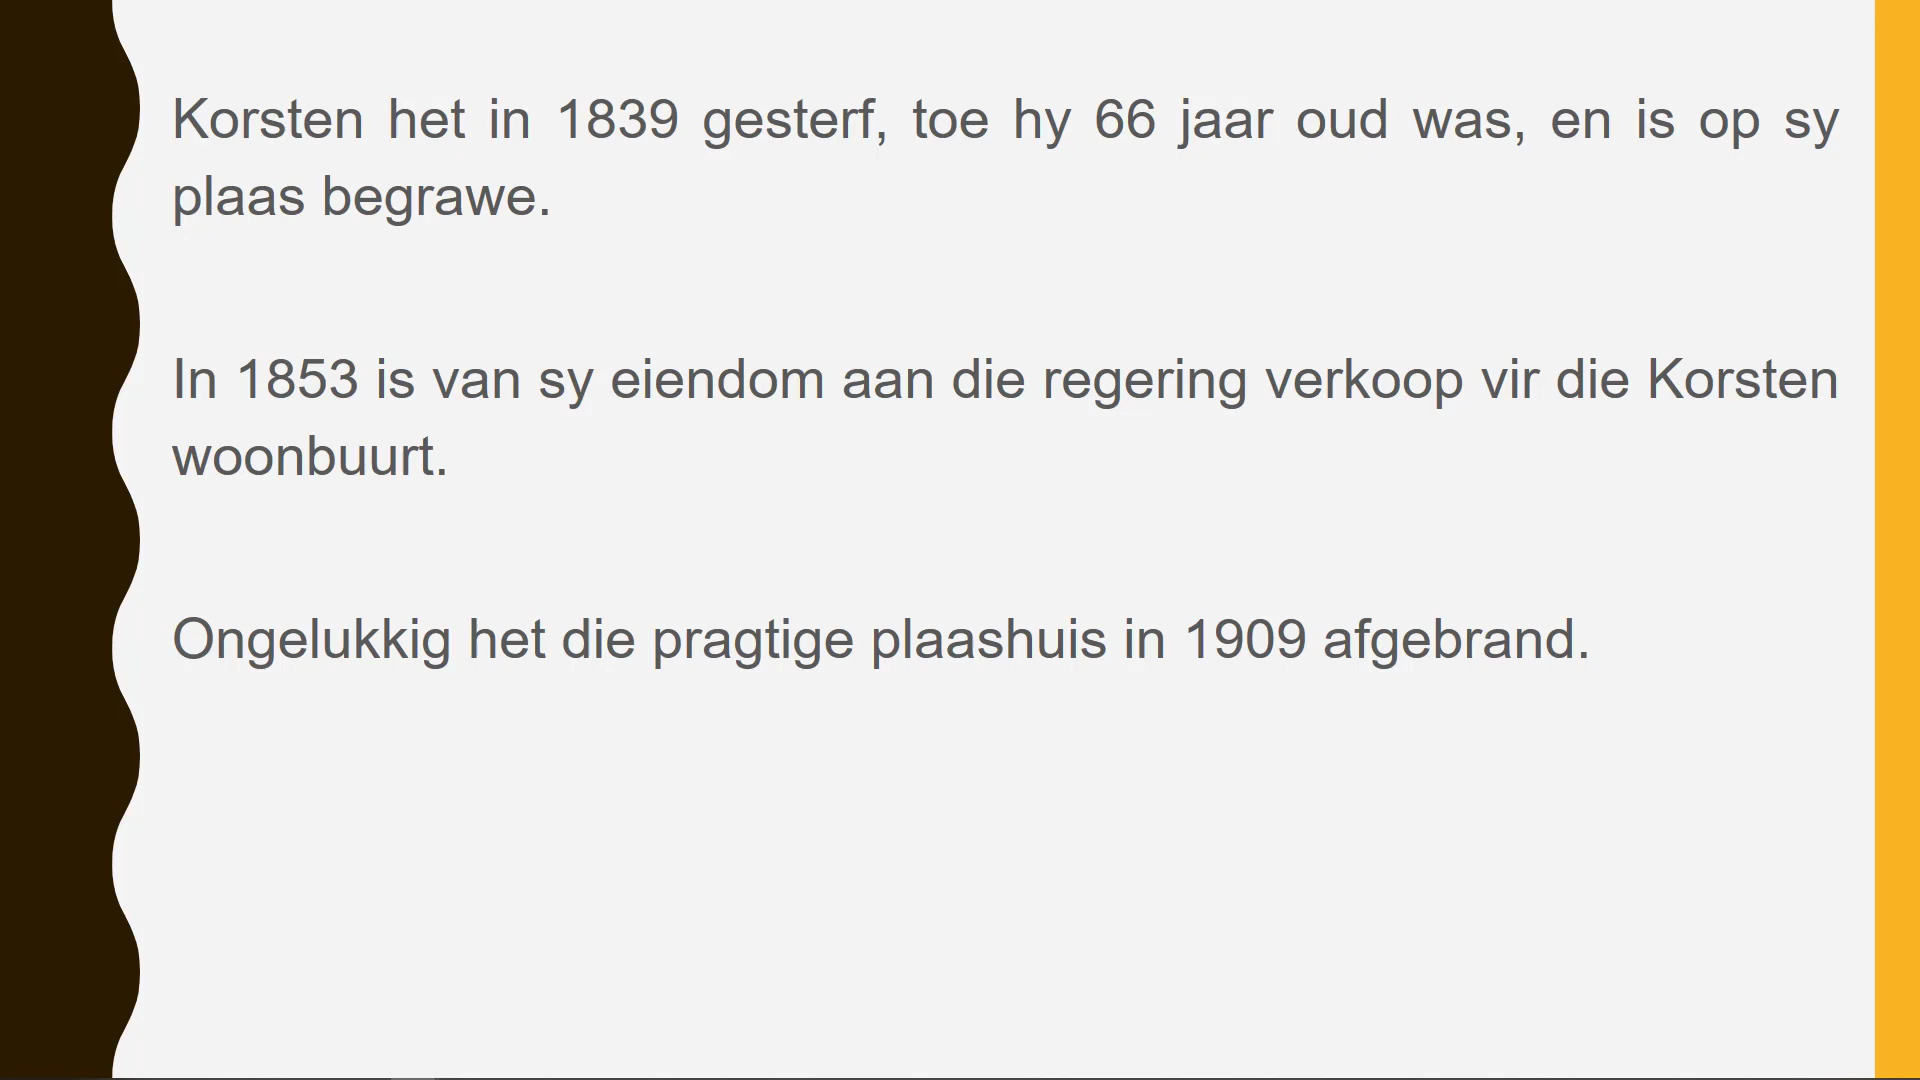 Korsten het in 1839 gesterf, toe hy 66 jaar oud was, en is op sy
plaas begrawe.
In 1853 is van sy eiendom aan die regering verkoop vir die Korsten
woonbuurt.
Ongelukkig het die pragtige plaashuis in 1909 afgebrand.